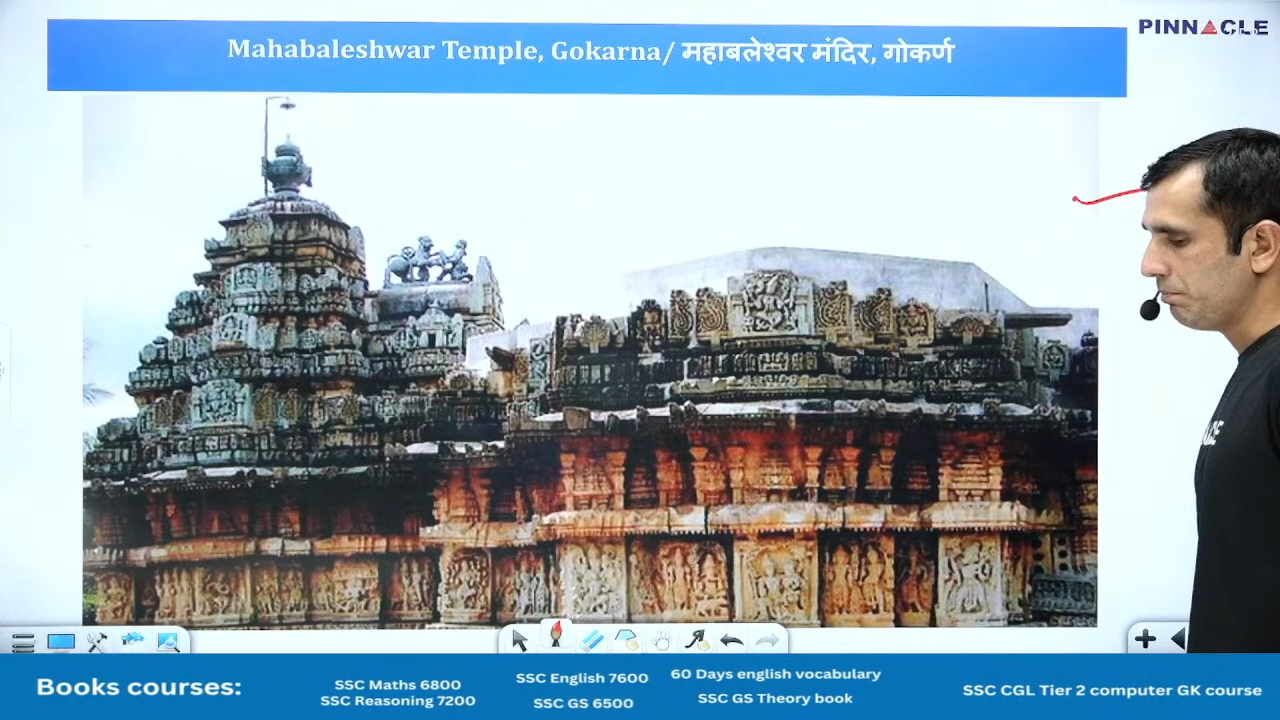 Mahabaleshwar Temple, Gokarna/ महाबलेश्वर मंदिर, गोकर्ण
PINNACLE
Books courses:
SSC Maths 6800
SSC Reasoning 7200
SSC English 7600
SSC GS 6500
60 Days english vocabulary
SSC GS Theory book
SSC CGL Tier 2 computer GK course